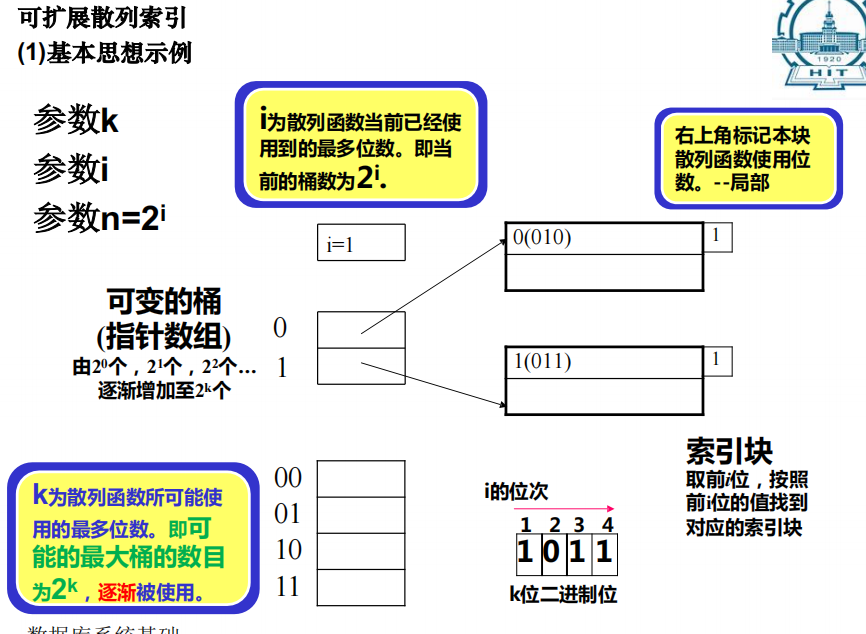 可扩展散列索引
(1)基本思想示例
1920
HIT
参数k
参数i
参数n=2ⁱ
i为散列函数当前已经使
用到的最多位数。即当
前的桶数为2ⁱ.
右上角标记本块
散列函数使用位
数。--局部
i=1
0(010)
1
可变的桶
(指针数组)
由2⁰个，2¹个，2²个…
逐渐增加至2ᵏ个
0
1
1(011)
1
k为散列函数所可能使
用的最多位数。即可
能的最大桶的数目
为2ᵏ，逐渐被使用。
00
01
10
11
i的位次
1 2 3 4
1 0 1 1
k位二进制位
索引块
取前i位，按照
前i位的值找到
对应的索引块
数据库系统基础